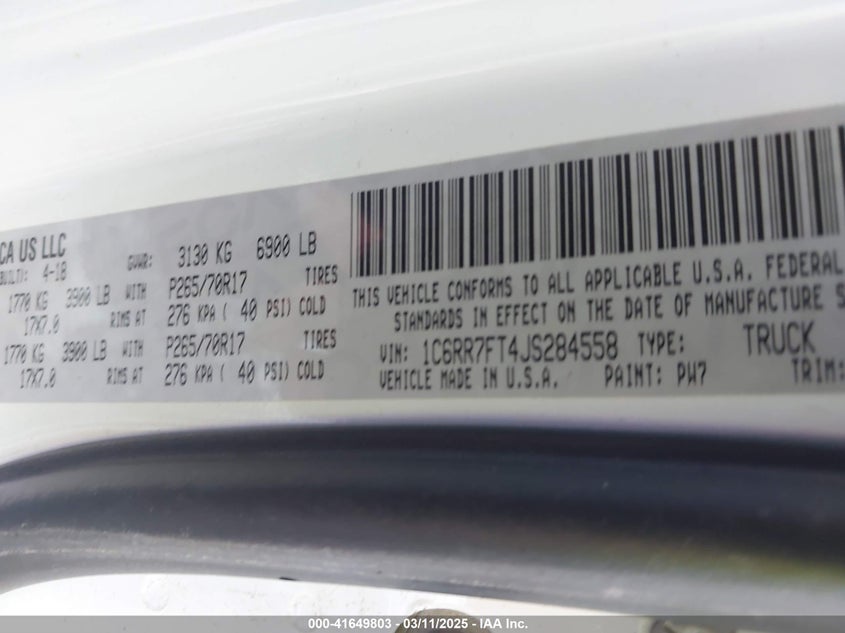 CA US LLC
BUILT): 4-18 GVWR: 3130 KG 6900 LB
1770 KG 3900 LB WITH P265/70R17 TIRES
17X7.0 RIMS AT 276 KPA ( 40 PSI) COLD
1770 KG 3900 LB WITH P265/70R17 TIRES
17X7.0 RIMS AT 276 KPA ( 40 PSI) COLD
THIS VEHICLE CONFORMS TO ALL APPLICABLE U.S.A. FEDERAL
STANDARDS IN EFFECT ON THE DATE OF MANUFACTURE S
VIN: 1C6RR7FT4JS284558 TYPE: TRUCK
VEHICLE MADE IN U.S.A. PAINT: PW7 TRIM:
000-41649803 - 03/11/2025 - IAA Inc.